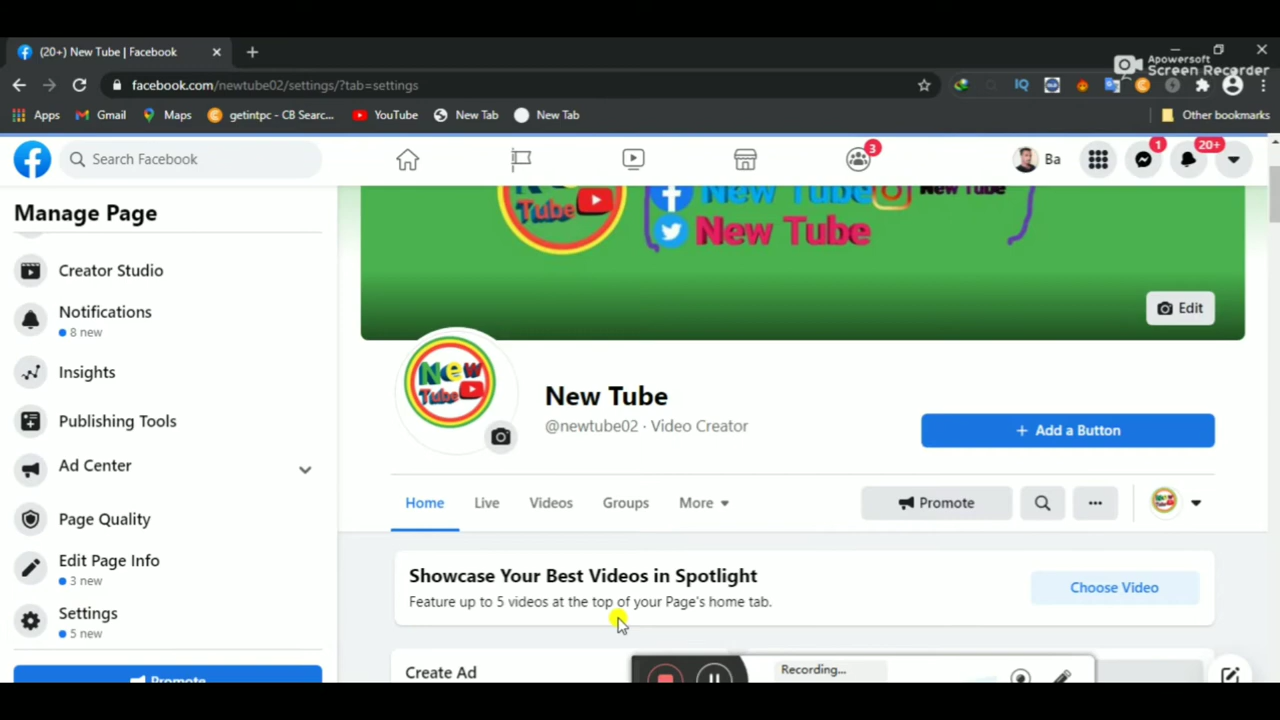 Apowersoft
Screen Recorder
(20+) New Tube | Facebook
facebook.com/newtube02/settings/?tab=settings
IQ
Apps
Gmail
Maps
getintpc - CB Searc...
YouTube
New Tab
New Tab
Other bookmarks
Search Facebook
3
Ba
1
20+
Manage Page
Creator Studio
Notifications
8 new
Insights
Publishing Tools
Ad Center
Page Quality
Edit Page Info
3 new
Settings
5 new
Promote
Tube
New Tube
New Tube
New Tube
Edit
New
Tube
New Tube
@newtube02 · Video Creator
+ Add a Button
Home
Live
Videos
Groups
More
Promote
Showcase Your Best Videos in Spotlight
Feature up to 5 videos at the top of your Page's home tab.
Choose Video
Create Ad
Recording...